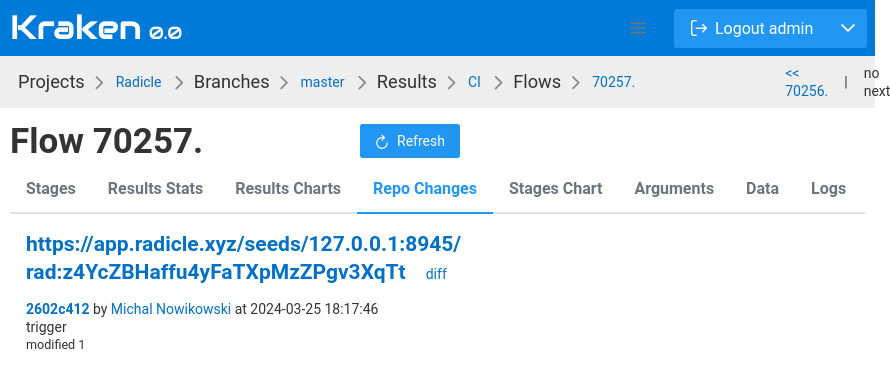 Kraken 0.0
Logout admin
Projects > Radicle > Branches > master > Results > CI > Flows > 70257.
<< 70256. | no next
Flow 70257.
Refresh
Stages Results Stats Results Charts Repo Changes Stages Chart Arguments Data Logs
https://app.radicle.xyz/seeds/127.0.0.1:8945/
rad:z4YcZBHaffu4yFaTXpMzZPgv3XqTt diff
2602c412 by Michal Nowikowski at 2024-03-25 18:17:46
trigger
modified 1